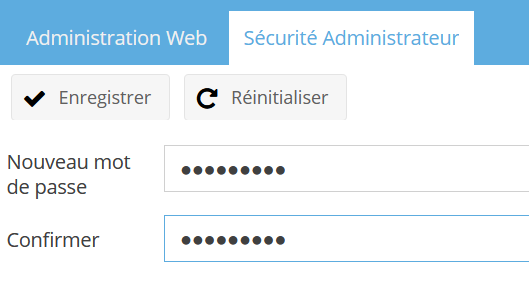 Administration Web Sécurité Administrateur
Enregistrer Réinitialiser
Nouveau mot
de passe
●●●●●●●●●
Confirmer ●●●●●●●●●